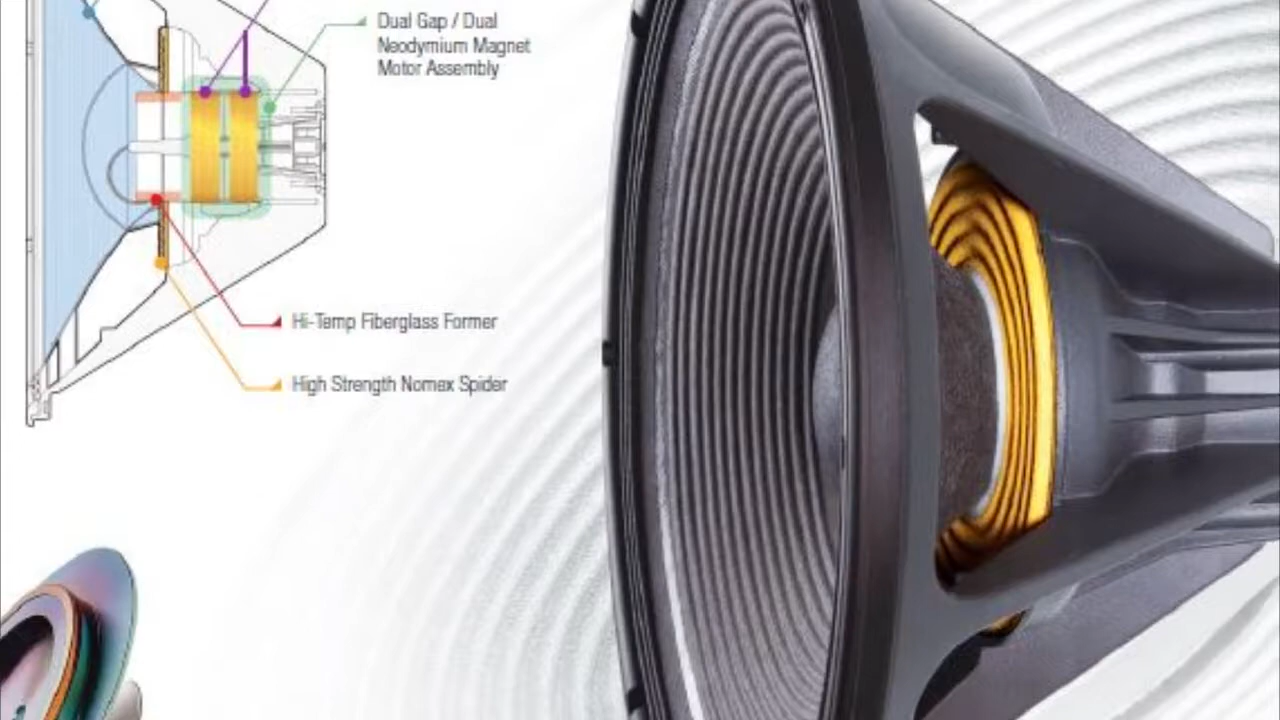 Dual Gap / Dual
Neodymium Magnet
Motor Assembly
Hi-Temp Fiberglass Former
High Strength Nomex Spider